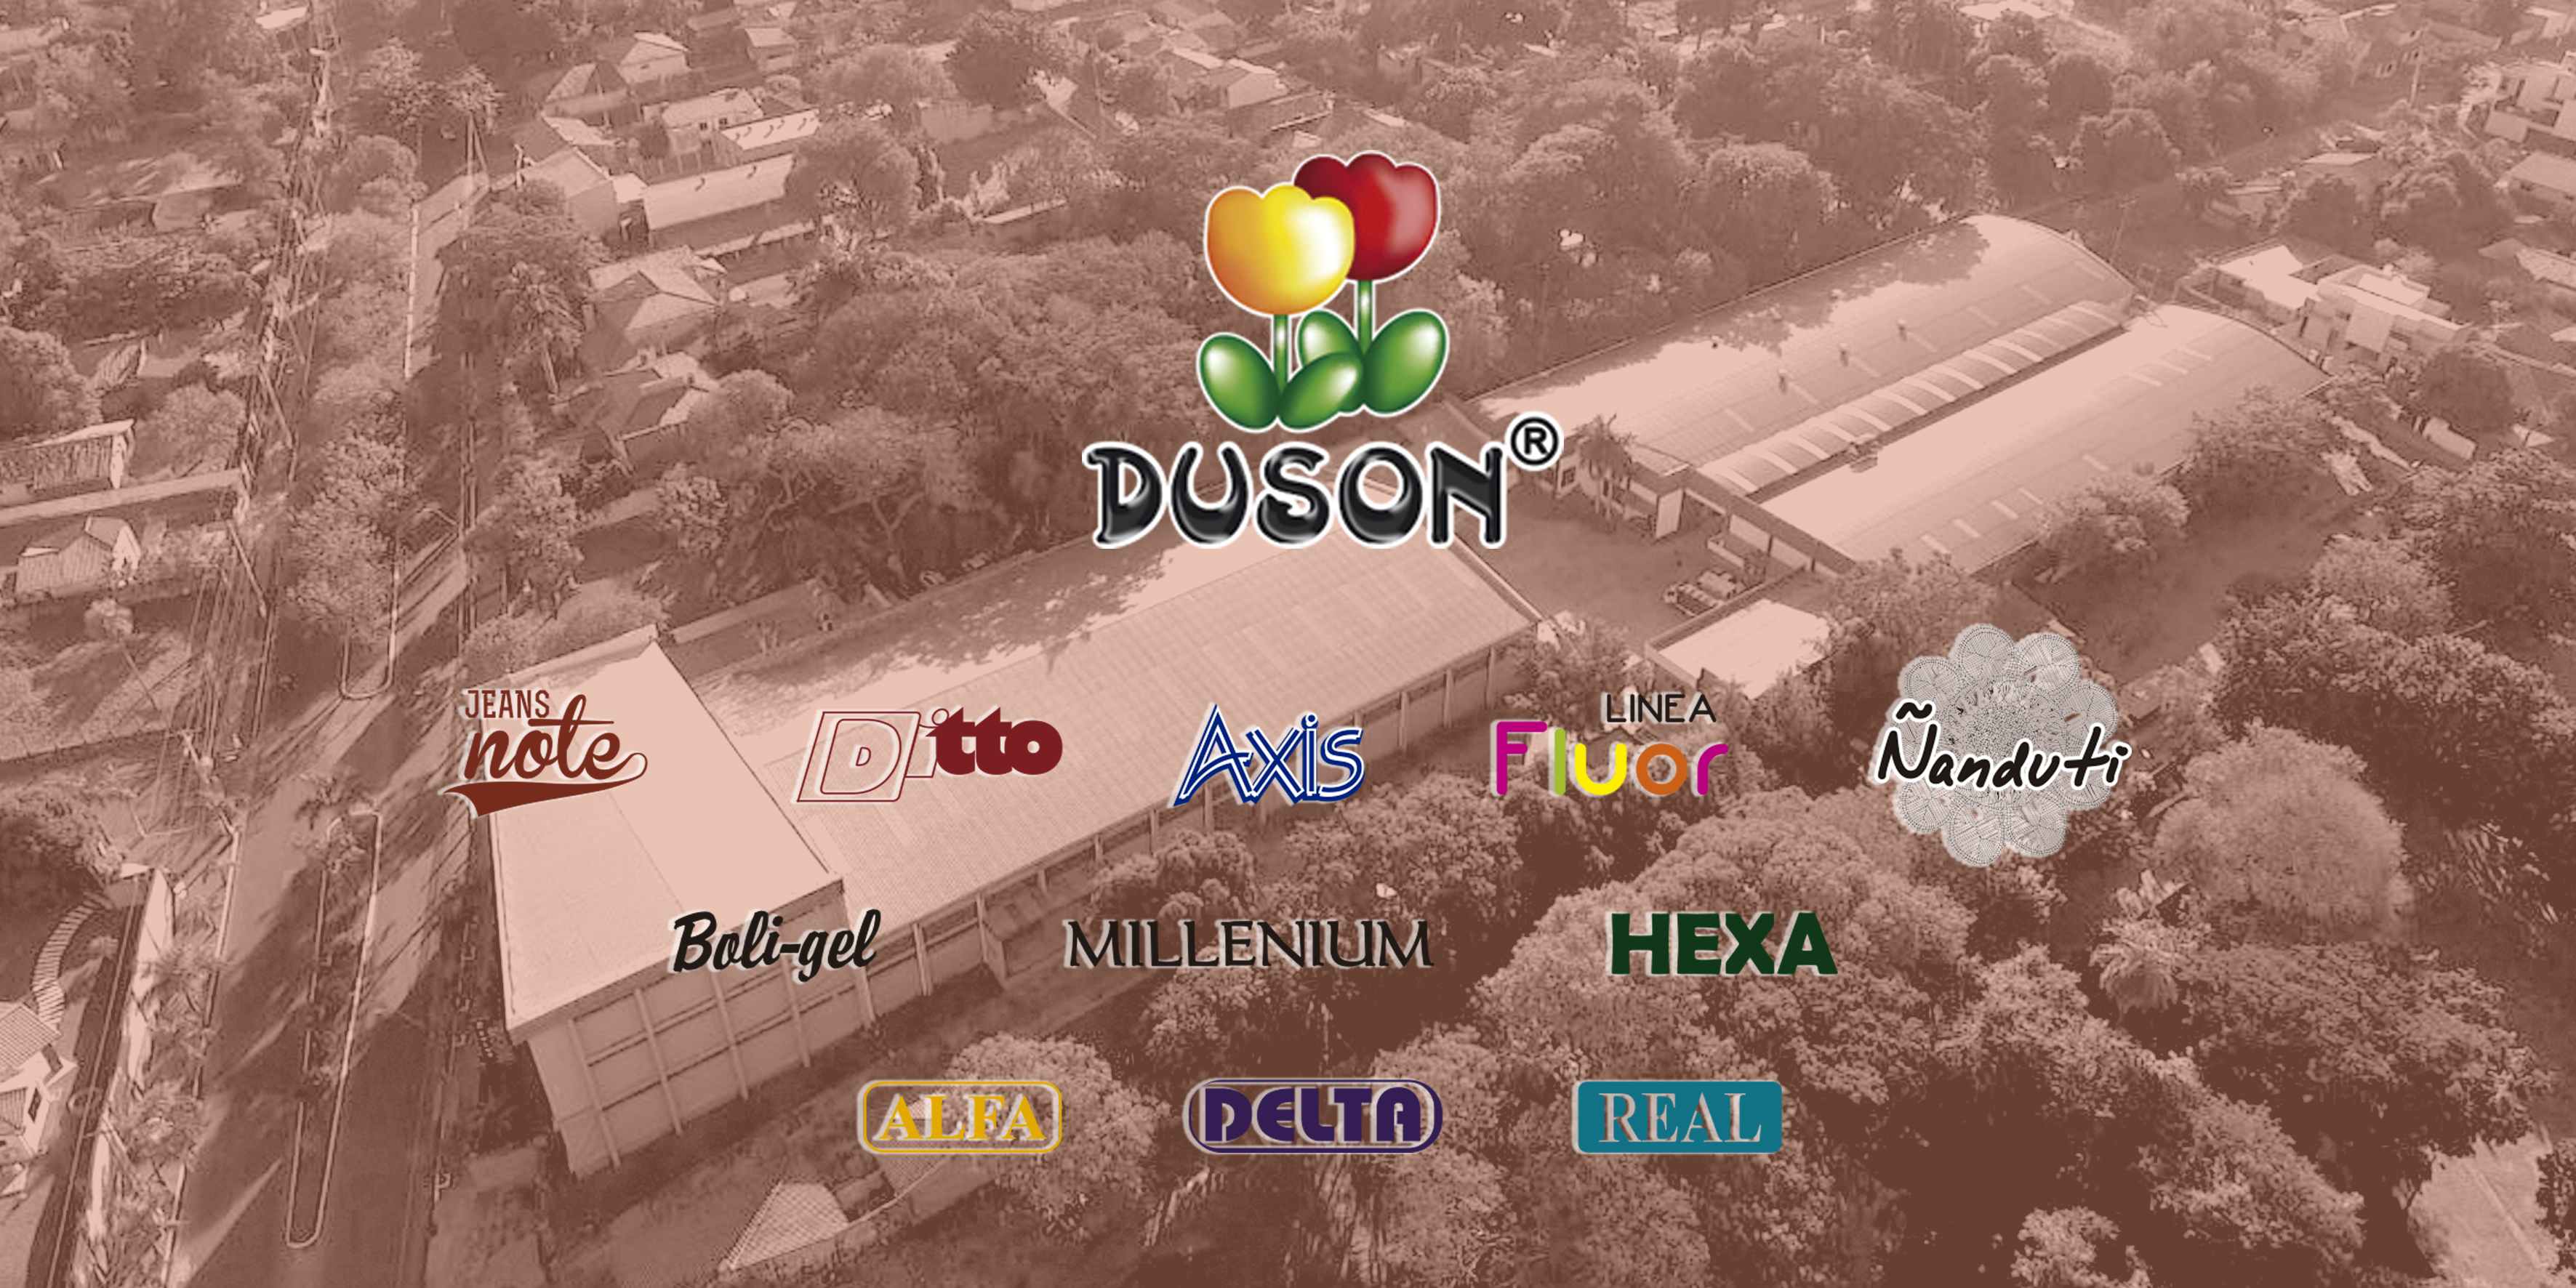 DUSON®
JEANS
note
Ditto
Axis
LINEA
Fluor
Ñanduti
Boli-gel
MILLENIUM
HEXA
ALFA
DELTA
REAL